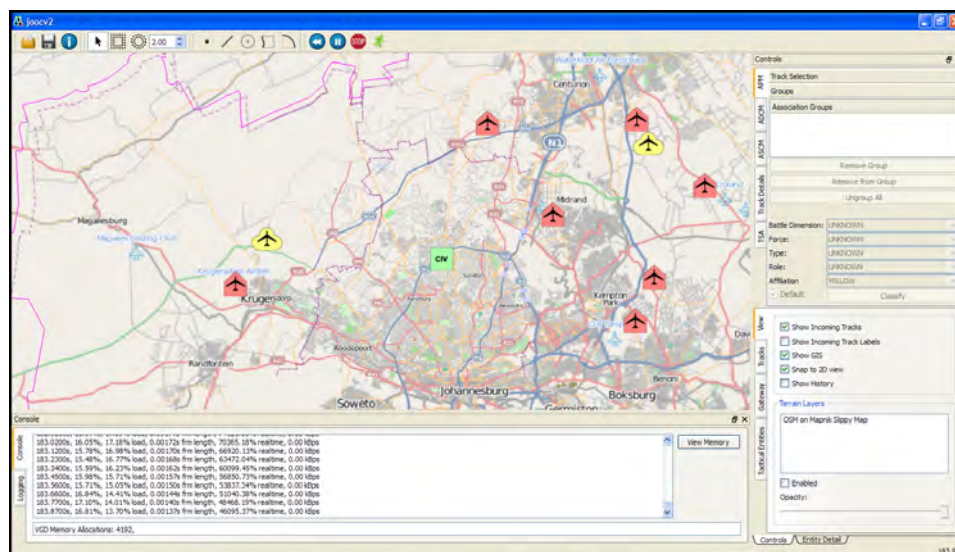 joocv2
2.00
Controls
Track Selection
Groups
Association Groups
Remove Group
Remove from Group
Ungroup All
APM
ADCM
ASCM
Track Details
TSA
Battle Dimension: UNKNOWN
Force: UNKNOWN
Type: UNKNOWN
Role: UNKNOWN
Affiliation YELLOW
Default Classify
View
Tracks
Gateway
Tactical Entities
Show Incoming Tracks
Show Incoming Track Labels
Show GIS
Snap to 2D view
Show History
Terrain Layers
OSM on Mapnik Slippy Map
Enabled
Opacity:
Controls
Entity Detail
Centurion
N1
Midrand
Magaliesburg
CIV
Krugersdorp
Kempton
Park
Randfontein
Roodepoort
Johannesburg
Benoni
Boksburg
Soweto
Germiston
Console
Console
Logging
183.0200s, 16.05%, 17.18% load, 0.00172s frm length, 70365.18% realtime, 0.00 kBps
183.1200s, 15.78%, 16.98% load, 0.00170s frm length, 66920.13% realtime, 0.00 kBps
183.2300s, 15.48%, 16.77% load, 0.00168s frm length, 63472.04% realtime, 0.00 kBps
183.3400s, 15.59%, 16.23% load, 0.00162s frm length, 60099.45% realtime, 0.00 kBps
183.4500s, 15.98%, 15.71% load, 0.00157s frm length, 56850.73% realtime, 0.00 kBps
183.5600s, 15.71%, 15.05% load, 0.00151s frm length, 53837.54% realtime, 0.00 kBps
183.6600s, 16.84%, 14.41% load, 0.00144s frm length, 51040.38% realtime, 0.00 kBps
183.7700s, 17.10%, 14.01% load, 0.00140s frm length, 48468.19% realtime, 0.00 kBps
183.8700s, 16.81%, 13.70% load, 0.00137s frm length, 46095.37% realtime, 0.00 kBps
View Memory
VGD Memory Allocations: 4192,